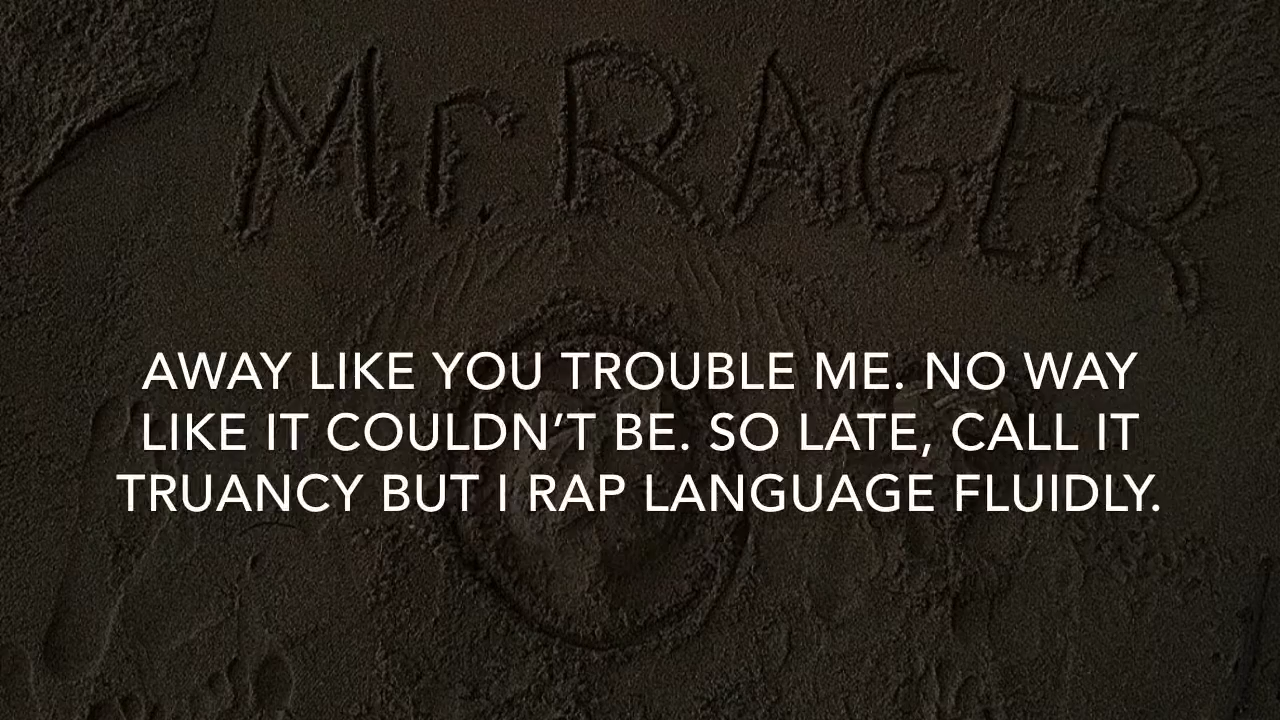 Mr. RAGER
AWAY LIKE YOU TROUBLE ME. NO WAY
LIKE IT COULDN’T BE. SO LATE, CALL IT
TRUANCY BUT I RAP LANGUAGE FLUIDLY.